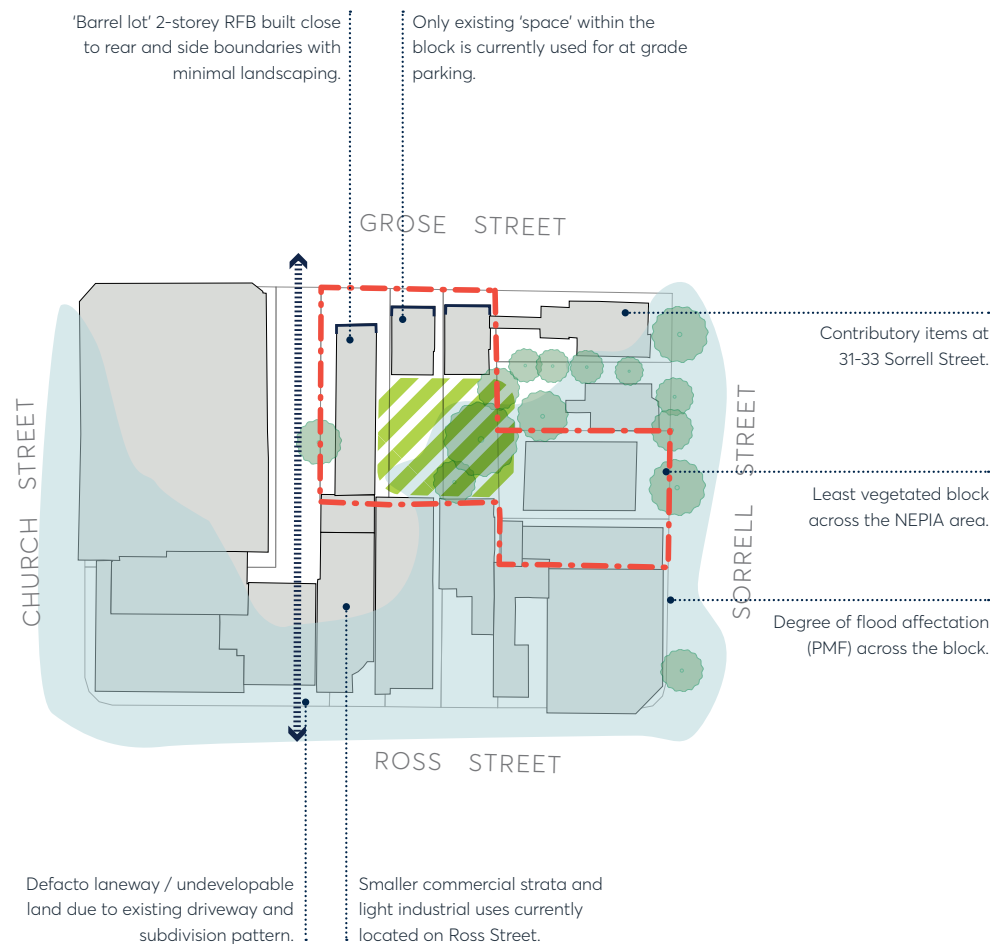 ‘Barrel lot’ 2-storey RFB built close
to rear and side boundaries with
minimal landscaping.
Only existing ‘space’ within the
block is currently used for at grade
parking.
GROSE STREET
Contributory items at
31-33 Sorrell Street.
CHURCH STREET
SORRELL STREET
Least vegetated block
across the NEPIA area.
Degree of flood affectation
(PMF) across the block.
ROSS STREET
Defacto laneway / undevelopable
land due to existing driveway and
subdivision pattern.
Smaller commercial strata and
light industrial uses currently
located on Ross Street.